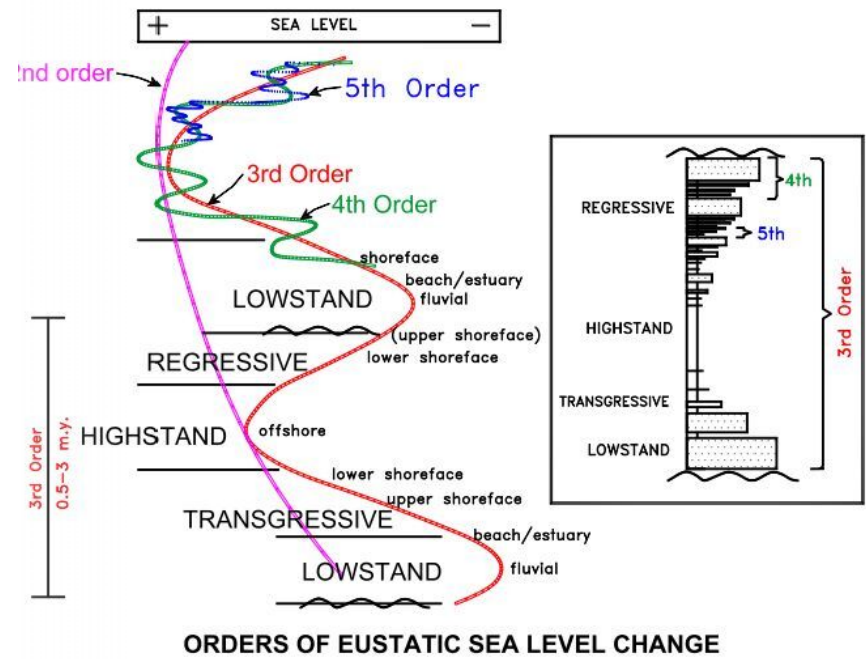 + SEA LEVEL -
2nd order
5th Order
3rd Order
4th Order
shoreface
beach/estuary
LOWSTAND
fluvial
(upper shoreface)
lower shoreface
REGRESSIVE
offshore
HIGHSTAND
lower shoreface
upper shoreface
TRANSGRESSIVE
beach/estuary
LOWSTAND
fluvial
3rd Order
0.5-3 m.y.
4th
REGRESSIVE
5th
HIGHSTAND
3rd Order
TRANSGRESSIVE
LOWSTAND
ORDERS OF EUSTATIC SEA LEVEL CHANGE